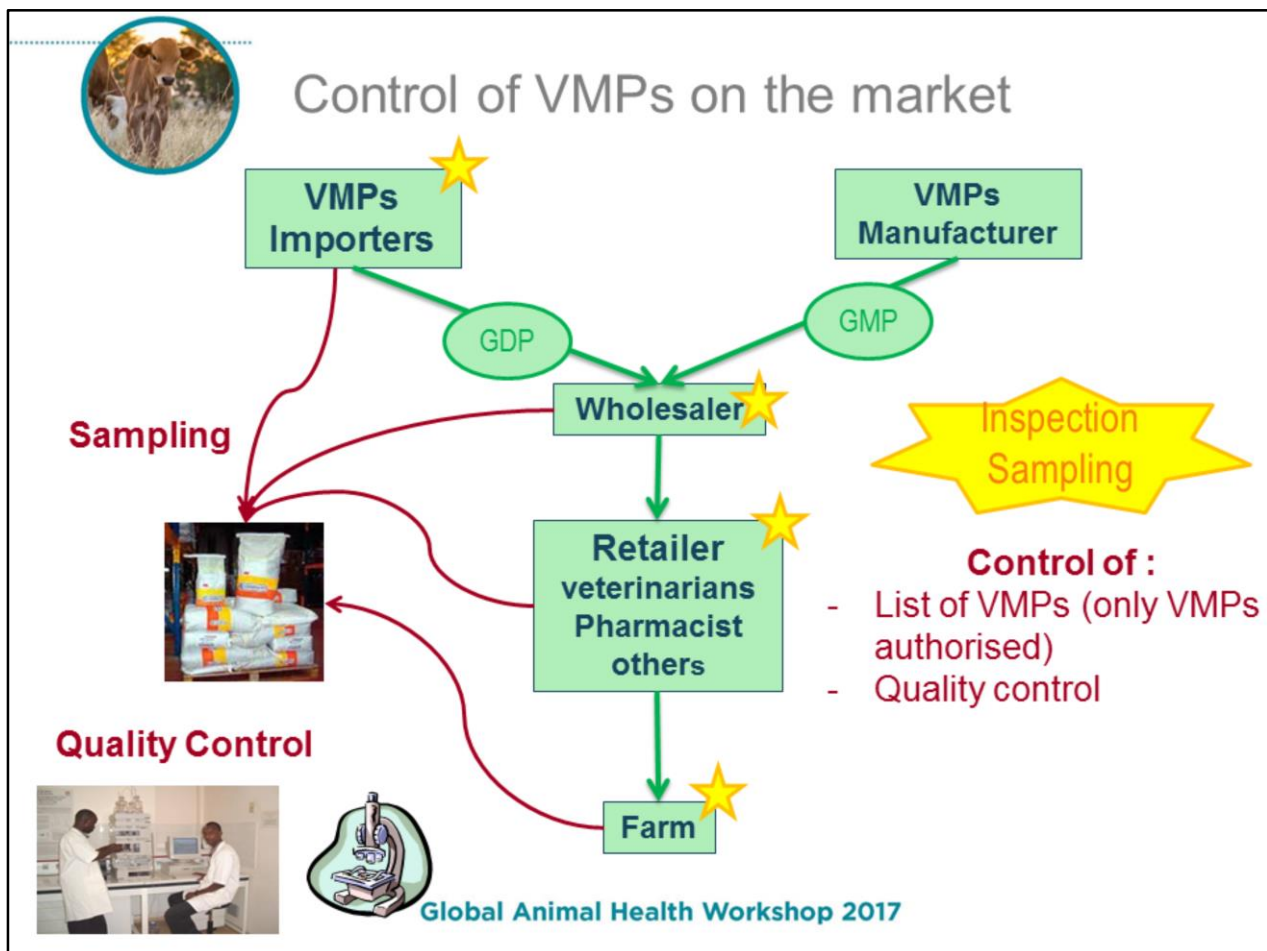 Control of VMPs on the market
VMPs
Importers
VMPs
Manufacturer
GDP
GMP
Wholesaler
Sampling
Inspection
Sampling
Retailer
veterinarians
Pharmacist
others
Control of :
- List of VMPs (only VMPs
authorised)
- Quality control
Quality Control
Farm
Global Animal Health Workshop 2017